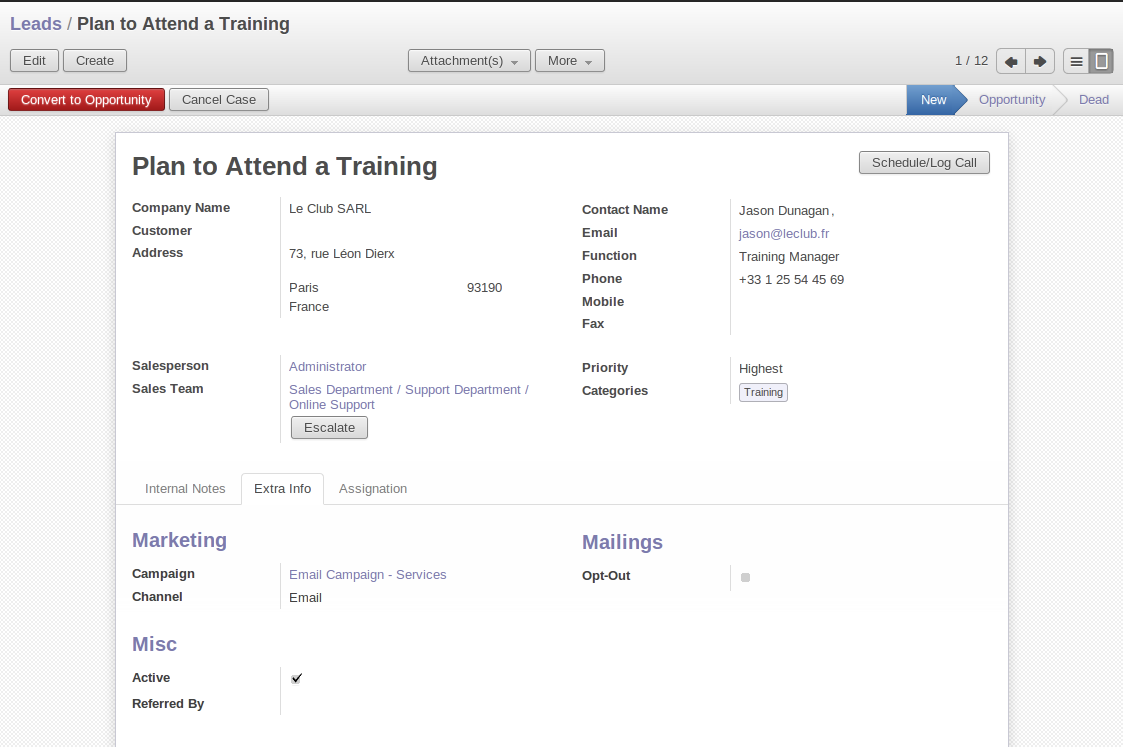 Leads / Plan to Attend a Training
Edit Create Attachment(s) More 1 / 12
Convert to Opportunity Cancel Case New Opportunity Dead
Plan to Attend a Training
Schedule/Log Call
Company Name Le Club SARL
Customer
Address 73, rue Léon Dierx
Paris 93190
France
Contact Name Jason Dunagan ,
Email jason@leclub.fr
Function Training Manager
Phone +33 1 25 54 45 69
Mobile
Fax
Salesperson Administrator
Sales Team Sales Department / Support Department /
Online Support
Escalate
Priority Highest
Categories Training
Internal Notes Extra Info Assignation
Marketing
Campaign Email Campaign - Services
Channel Email
Mailings
Opt-Out
Misc
Active
Referred By